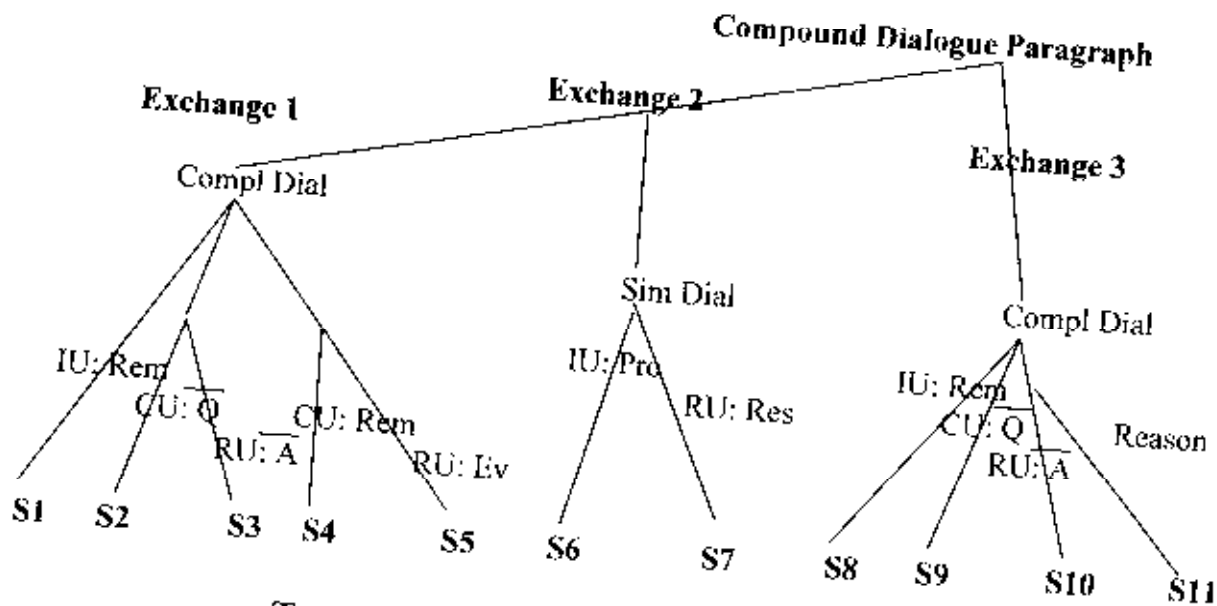 Compound Dialogue Paragraph
Exchange 1
Exchange 2
Exchange 3
Compl Dial
Sim Dial
Compl Dial
IU: Rem
CU: Q̅
RU: A̅
CU: Rem
RU: Ev
IU: Pro
RU: Res
IU: Rem
CU: Q̅
RU: A̅
Reason
S1
S2
S3
S4
S5
S6
S7
S8
S9
S10
S11